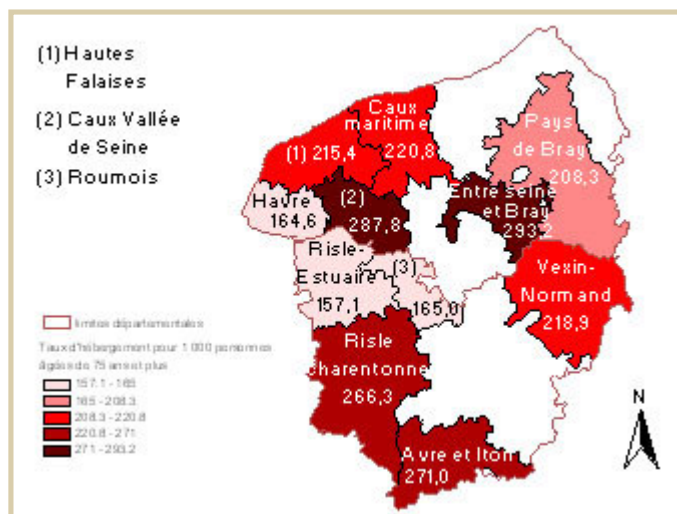 (1) Hautes
Falaises
(2) Caux Vallée
de Seine
(3) Roumois
Caux
maritime
220,8
(1) 215,4
Pays
de Bray
208,3
Havre
164,6
(2)
287,8
Entre seine
et Bray
293,2
Risle-
Estuaire
157,1
(3)
165,0
Vexin-
Normand
218,9
Risle
charentonne
266,3
Avre et Iton
271,0
limites départementales
Taux d'hébergement pour 1 000 personnes
âgées de 75 ans et plus
157.1 - 165
165 - 208.3
208.3 - 220.8
220.8 - 271
271 - 293.2
N